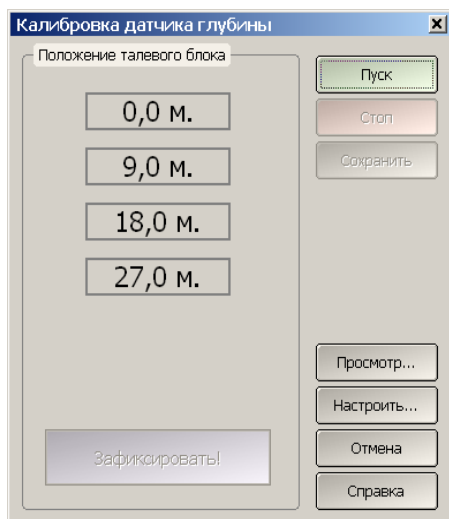 Калибровка датчика глубины
Положение талевого блока
0,0 м.
9,0 м.
18,0 м.
27,0 м.
Зафиксировать!
Пуск
Стоп
Сохранить
Просмотр...
Настроить...
Отмена
Справка